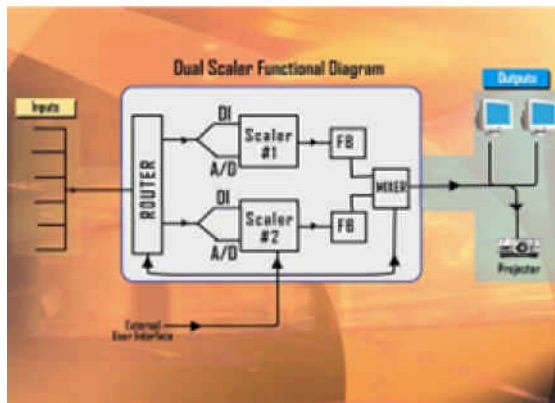 Dual Scaler Functional Diagram
Outputs
Inputs
ROUTER
DI
A/D
Scaler
#1
FB
MIXER
DI
A/D
Scaler
#2
FB
Projector
External
User Interface